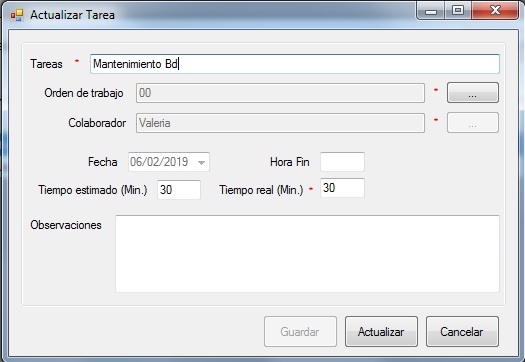 Actualizar Tarea
Tareas * Mantenimiento Bd
Orden de trabajo 00 * ...
Colaborador Valeria * ...
Fecha 06/02/2019 Hora Fin
Tiempo estimado (Min.) 30 Tiempo real (Min.) * 30
Observaciones
Guardar Actualizar Cancelar